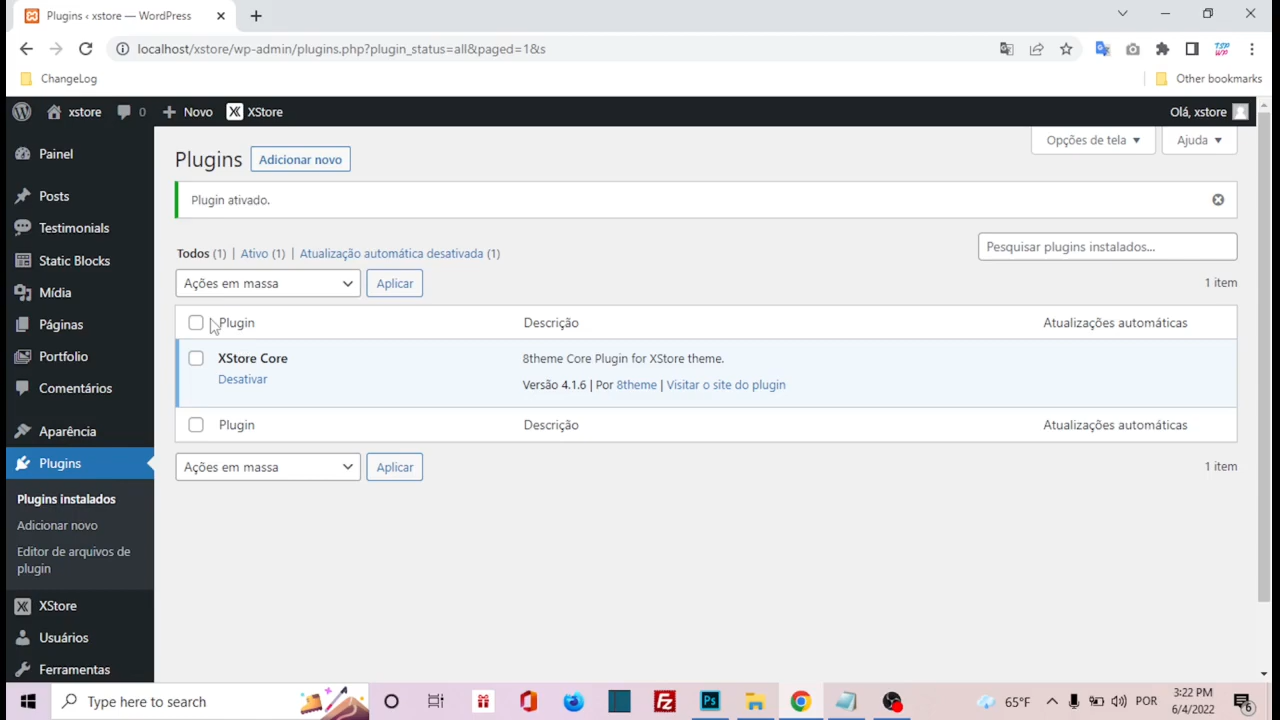 Plugins ‹ xstore — WordPress
localhost/xstore/wp-admin/plugins.php?plugin_status=all&paged=1&s
TSP
WP
ChangeLog
Other bookmarks
xstore
0
Novo
XStore
Olá, xstore
Painel
Posts
Testimonials
Static Blocks
Mídia
Páginas
Portfolio
Comentários
Aparência
Plugins
Plugins instalados
Adicionar novo
Editor de arquivos de
plugin
XStore
Usuários
Ferramentas
Opções de tela
Ajuda
Plugins
Adicionar novo
Plugin ativado.
Todos (1) | Ativo (1) | Atualização automática desativada (1)
Pesquisar plugins instalados...
Ações em massa
Aplicar
1 item
Plugin
Descrição
Atualizações automáticas
XStore Core
8theme Core Plugin for XStore theme.
Desativar
Versão 4.1.6 | Por 8theme | Visitar o site do plugin
Plugin
Descrição
Atualizações automáticas
Ações em massa
Aplicar
1 item
Type here to search
Ps
65°F
POR
3:22 PM
6/4/2022
6